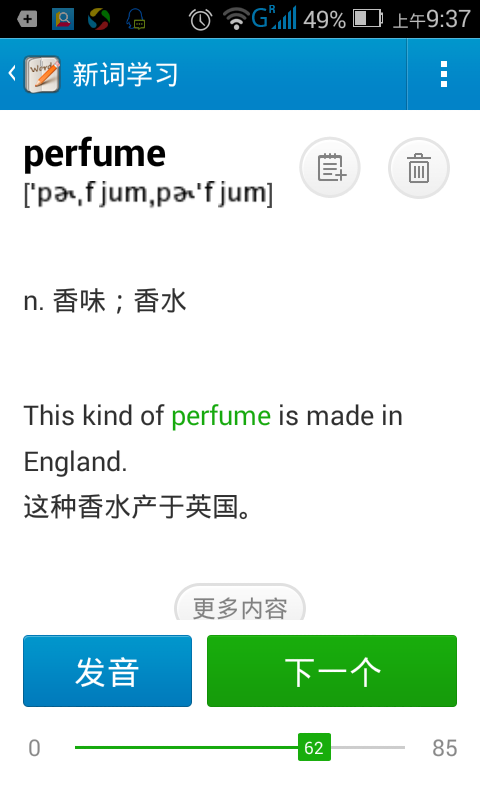 49% 上午9:37
新词学习
perfume
['pɚ,fjum,pɚ'fjum]
n. 香味；香水
This kind of perfume is made in
England.
这种香水产于英国。
更多内容
发音 下一个
0 62 85